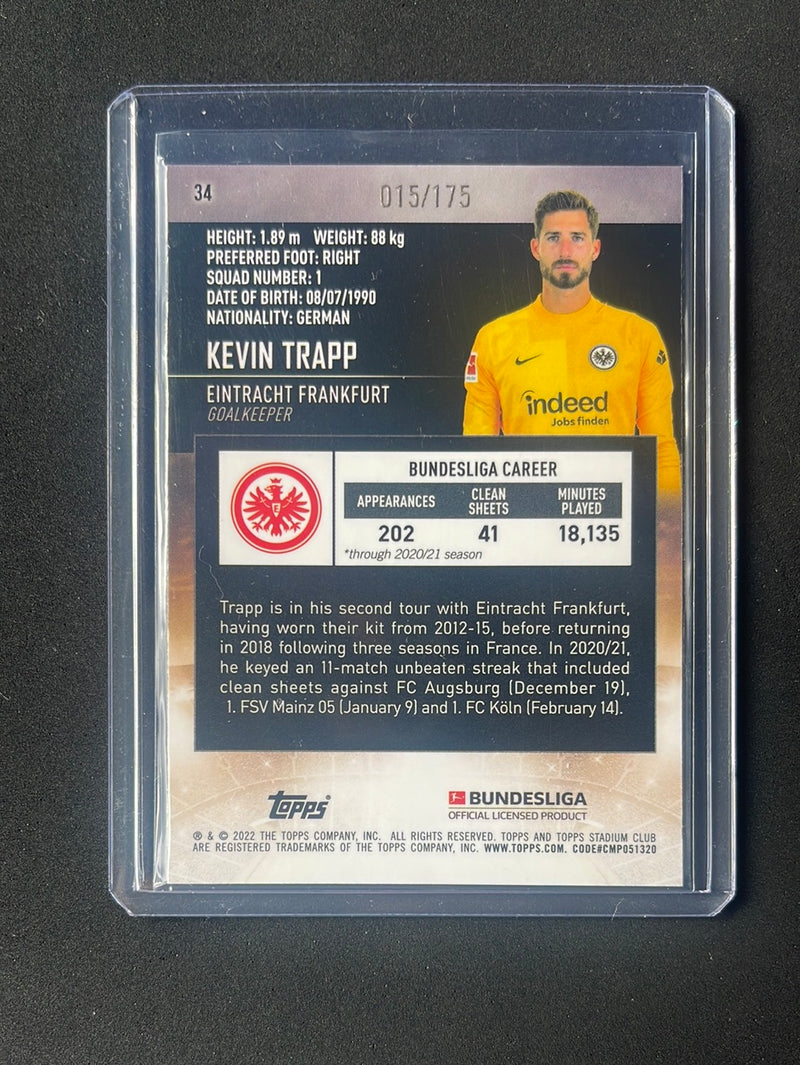 34
015/175
HEIGHT: 1.89 m WEIGHT: 88 kg
PREFERRED FOOT: RIGHT
SQUAD NUMBER: 1
DATE OF BIRTH: 08/07/1990
NATIONALITY: GERMAN
KEVIN TRAPP
EINTRACHT FRANKFURT
GOALKEEPER
indeed
Jobs finden
BUNDESLIGA CAREER
APPEARANCES CLEAN SHEETS MINUTES PLAYED
202 41 18,135
*through 2020/21 season
Trapp is in his second tour with Eintracht Frankfurt,
having worn their kit from 2012-15, before returning
in 2018 following three seasons in France. In 2020/21,
he keyed an 11-match unbeaten streak that included
clean sheets against FC Augsburg (December 19),
1. FSV Mainz 05 (January 9) and 1. FC Köln (February 14).
Topps®
BUNDESLIGA
OFFICIAL LICENSED PRODUCT
® & © 2022 THE TOPPS COMPANY, INC. ALL RIGHTS RESERVED. TOPPS AND TOPPS STADIUM CLUB
ARE REGISTERED TRADEMARKS OF THE TOPPS COMPANY, INC. WWW.TOPPS.COM. CODE#CMP051320